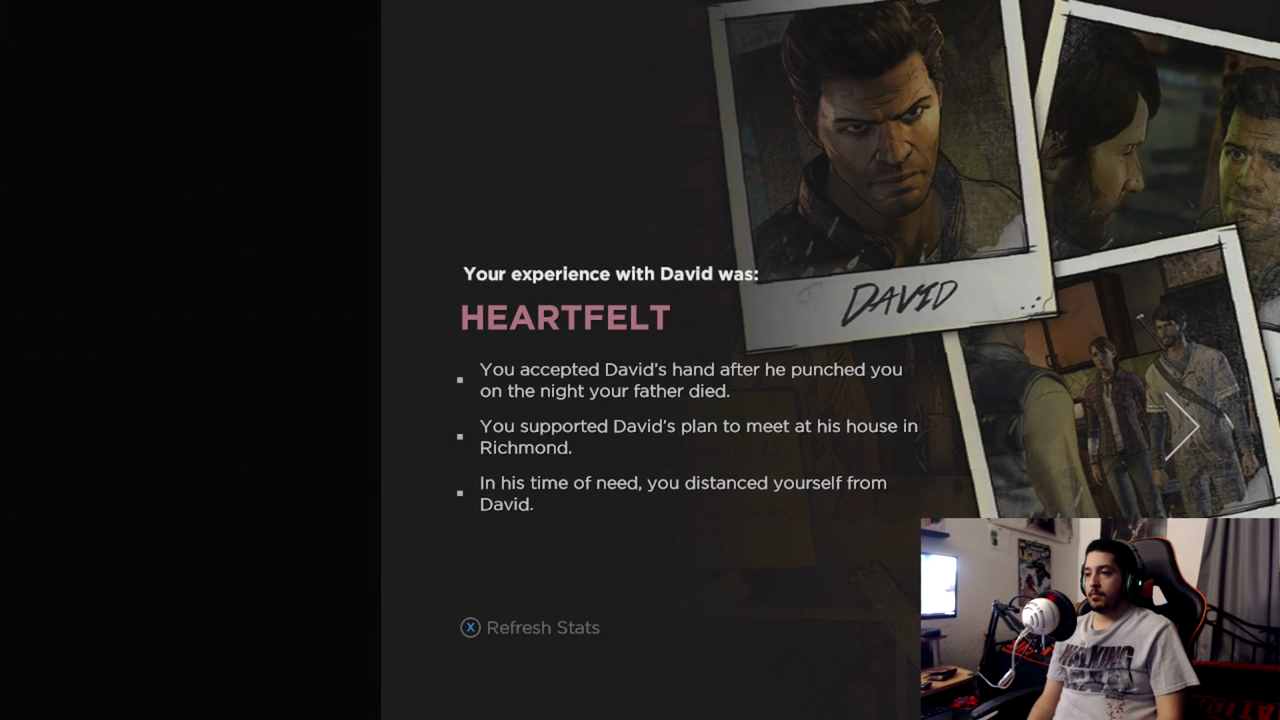 DAVID
Your experience with David was:
HEARTFELT
You accepted David's hand after he punched you
on the night your father died.
You supported David's plan to meet at his house in
Richmond.
In his time of need, you distanced yourself from
David.
X Refresh Stats
WALKING